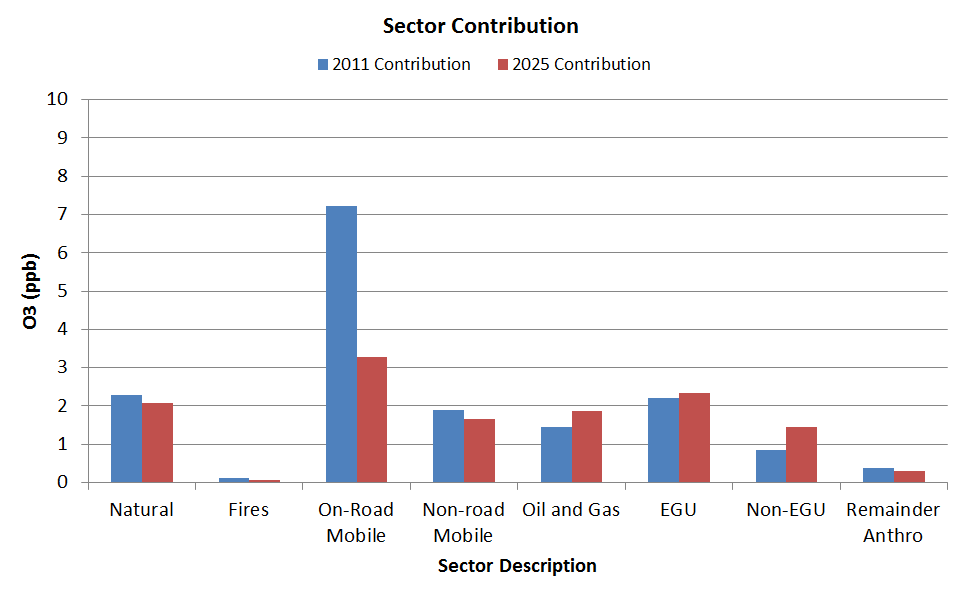 Sector Contribution
2011 Contribution 2025 Contribution
10
9
8
7
6
5
4
3
2
1
0
O3 (ppb)
Natural Fires On-Road Non-road Oil and Gas EGU Non-EGU Remainder
Mobile Mobile Anthro
Sector Description